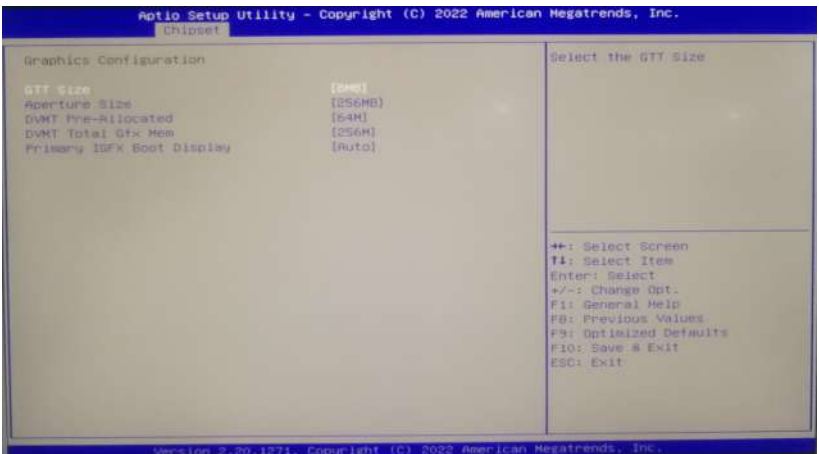 Aptio Setup Utility – Copyright (C) 2022 American Megatrends, Inc.
Chipset
Graphics Configuration
GTT Size [8MB]
Aperture Size [256MB]
DVMT Pre-Allocated [64M]
DVMT Total Gfx Mem [256M]
Primary IGFX Boot Display [Auto]
Select the GTT Size
→←: Select Screen
↑↓: Select Item
Enter: Select
+/-: Change Opt.
F1: General Help
F8: Previous Values
F9: Optimized Defaults
F10: Save & Exit
ESC: Exit
Version 2.20.1271. Copyright (C) 2022 American Megatrends, Inc.